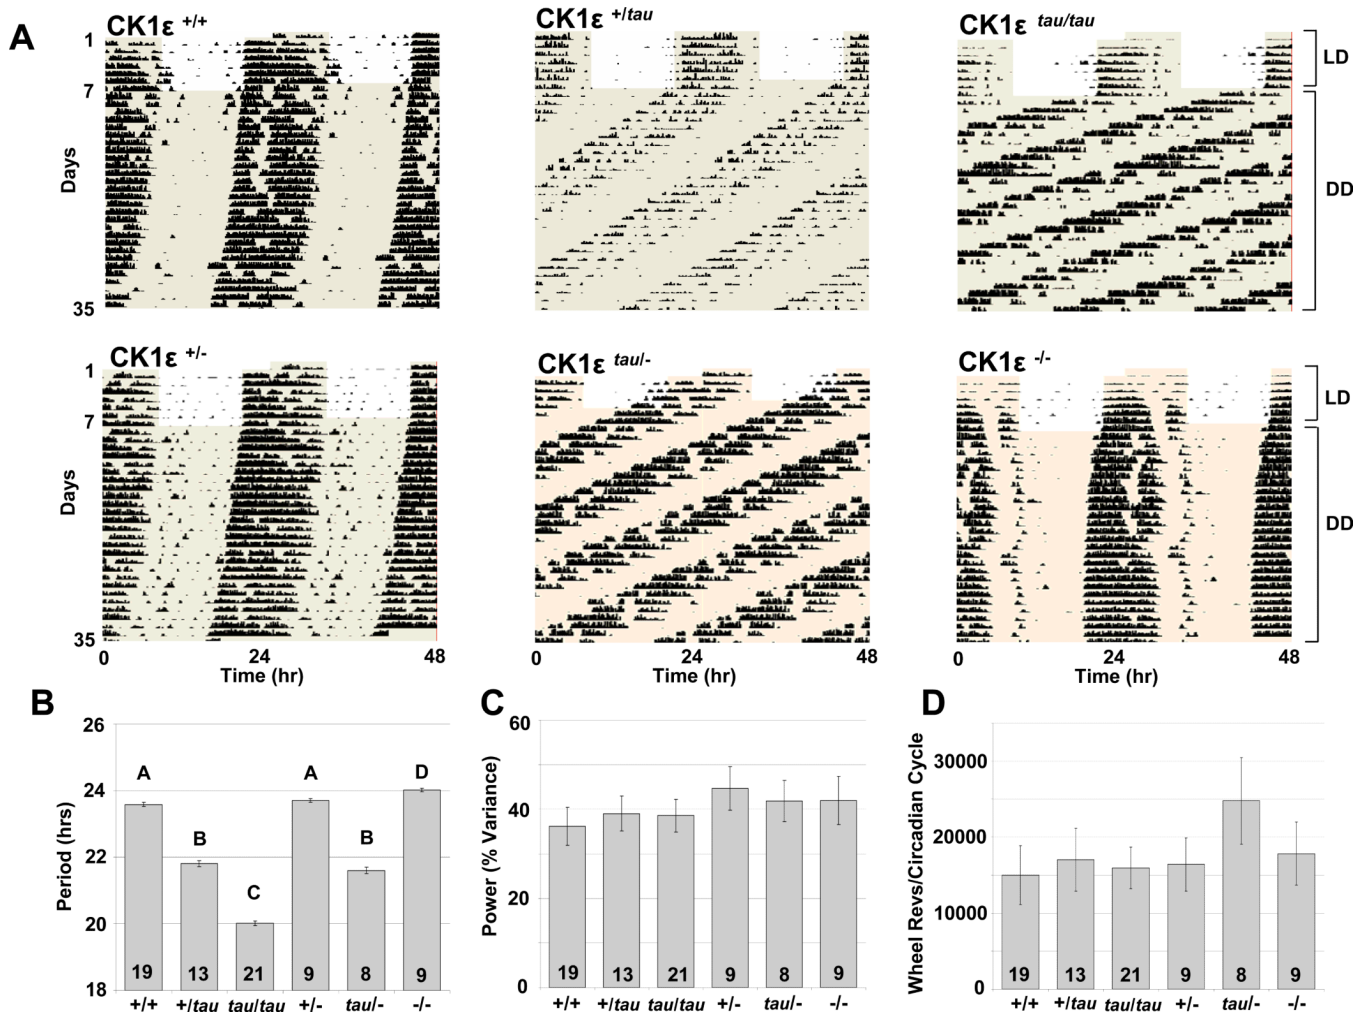 A
CK1ε +/+
CK1ε +/tau
CK1ε tau/tau
1
7
35
Days
LD
DD
CK1ε +/-
CK1ε tau/-
CK1ε -/-
1
7
35
Days
LD
DD
0 24 48
Time (hr)
0 24 48
Time (hr)
0 24 48
Time (hr)
B
Period (hrs)
26
24
22
20
18
A B C A B D
19 13 21 9 8 9
+/+ +/tau tau/tau +/- tau/- -/-
C
Power (% Variance)
60
40
20
0
19 13 21 9 8 9
+/+ +/tau tau/tau +/- tau/- -/-
D
Wheel Revs/Circadian Cycle
30000
20000
10000
0
19 13 21 9 8 9
+/+ +/tau tau/tau +/- tau/- -/-